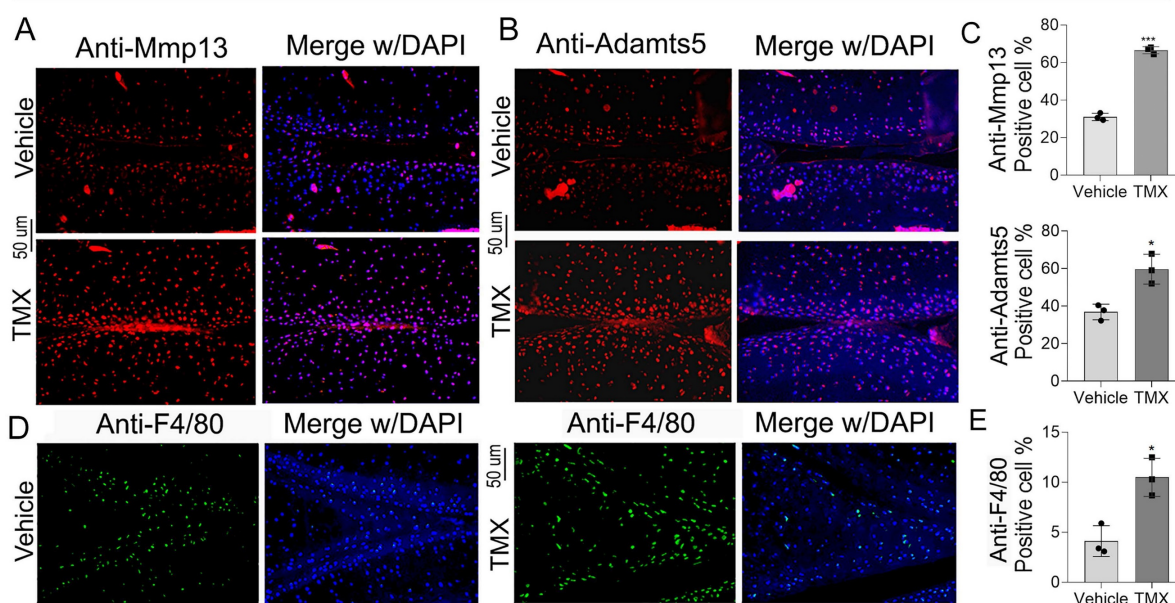 A
Anti-Mmp13
Merge w/DAPI
B
Anti-Adamts5
Merge w/DAPI
Vehicle
Vehicle
50 um
50 um
TMX
TMX
C
Anti-Mmp13
Positive cell %
80
60
40
20
0
***
Vehicle
TMX
Anti-Adamts5
Positive cell %
80
60
40
20
0
*
Vehicle
TMX
D
Anti-F4/80
Merge w/DAPI
Anti-F4/80
Merge w/DAPI
Vehicle
50 um
TMX
E
Anti-F4/80
Positive cell %
15
10
5
0
*
Vehicle
TMX